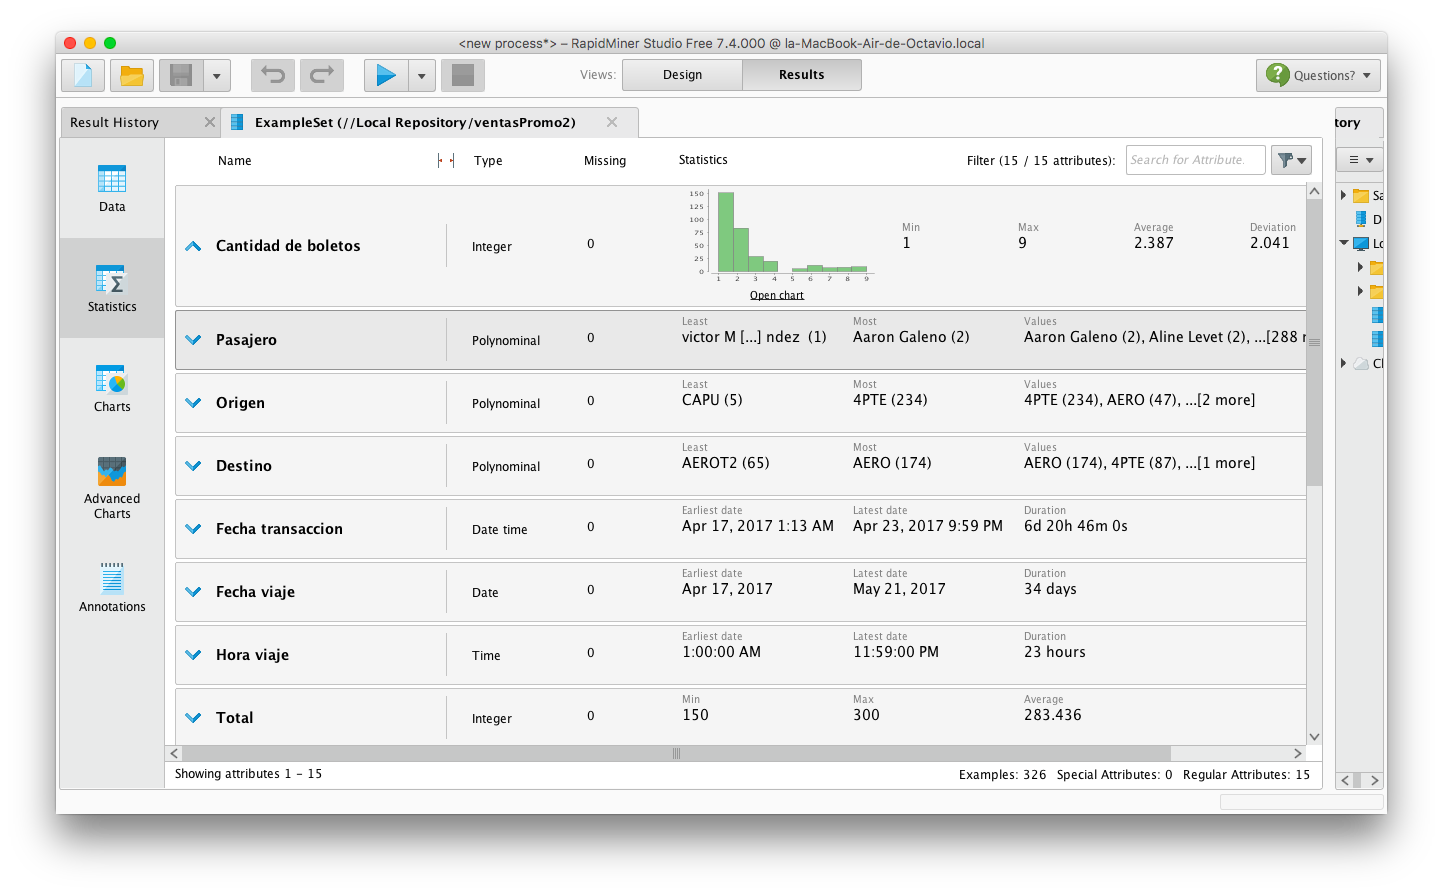 <new process*> – RapidMiner Studio Free 7.4.000 @ la-MacBook-Air-de-Octavio.local
Views: Design Results Questions?
Result History ExampleSet (//Local Repository/ventasPromo2) tory
Name Type Missing Statistics Filter (15 / 15 attributes): Search for Attribute.
Data
Statistics
Charts
Advanced
Charts
Annotations
Cantidad de boletos Integer 0
150
125
100
75
50
25
0
1 2 3 4 5 6 7 8 9
Open chart
Min Max Average Deviation
1 9 2.387 2.041
Least Most Values
Pasajero Polynominal 0 victor M [...] ndez (1) Aaron Galeno (2) Aaron Galeno (2), Aline Levet (2), ...[288 r
Least Most Values
Origen Polynominal 0 CAPU (5) 4PTE (234) 4PTE (234), AERO (47), ...[2 more]
Least Most Values
Destino Polynominal 0 AEROT2 (65) AERO (174) AERO (174), 4PTE (87), ...[1 more]
Earliest date Latest date Duration
Fecha transaccion Date time 0 Apr 17, 2017 1:13 AM Apr 23, 2017 9:59 PM 6d 20h 46m 0s
Earliest date Latest date Duration
Fecha viaje Date 0 Apr 17, 2017 May 21, 2017 34 days
Earliest date Latest date Duration
Hora viaje Time 0 1:00:00 AM 11:59:00 PM 23 hours
Min Max Average
Total Integer 0 150 300 283.436
Showing attributes 1 – 15 Examples: 326 Special Attributes: 0 Regular Attributes: 15
Sa
D
Lo
Cl